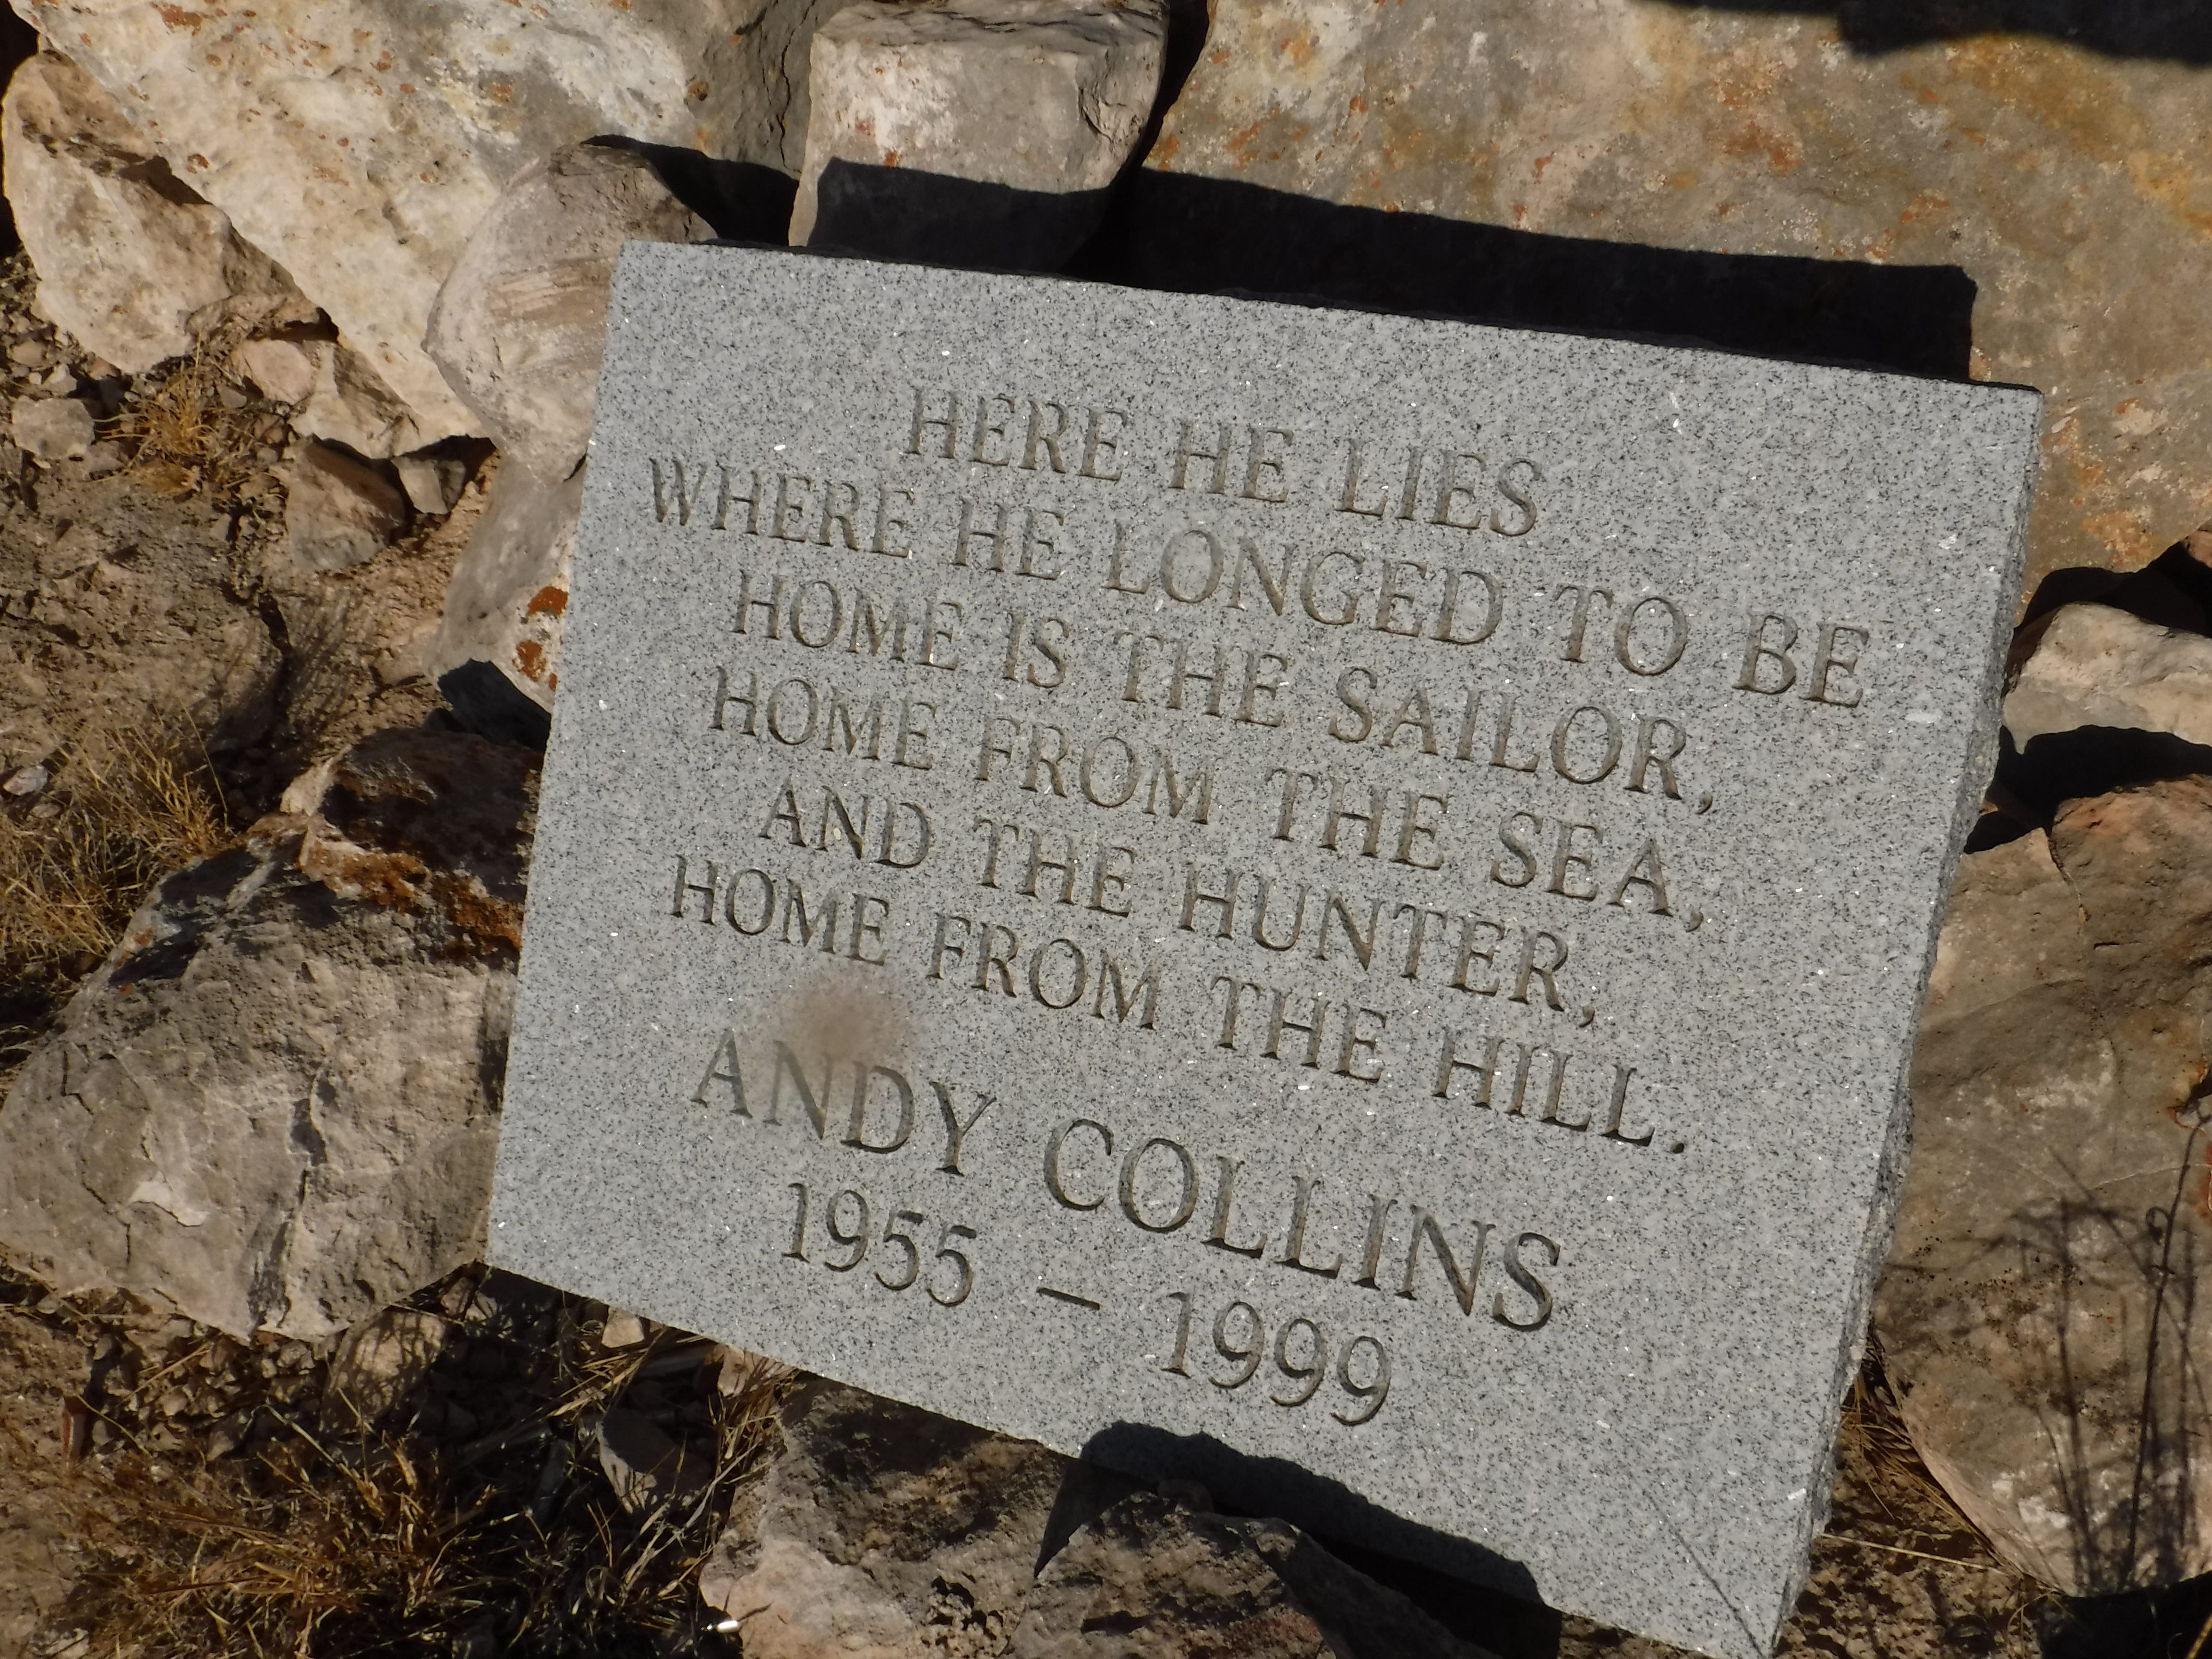 HERE HE LIES
WHERE HE LONGED TO BE
HOME IS THE SAILOR,
HOME FROM THE SEA,
AND THE HUNTER,
HOME FROM THE HILL.
ANDY COLLINS
1955 – 1999